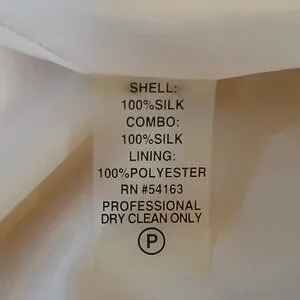 SHELL:
100%SILK
COMBO:
100%SILK
LINING:
100%POLYESTER
RN #54163
PROFESSIONAL
DRY CLEAN ONLY
P